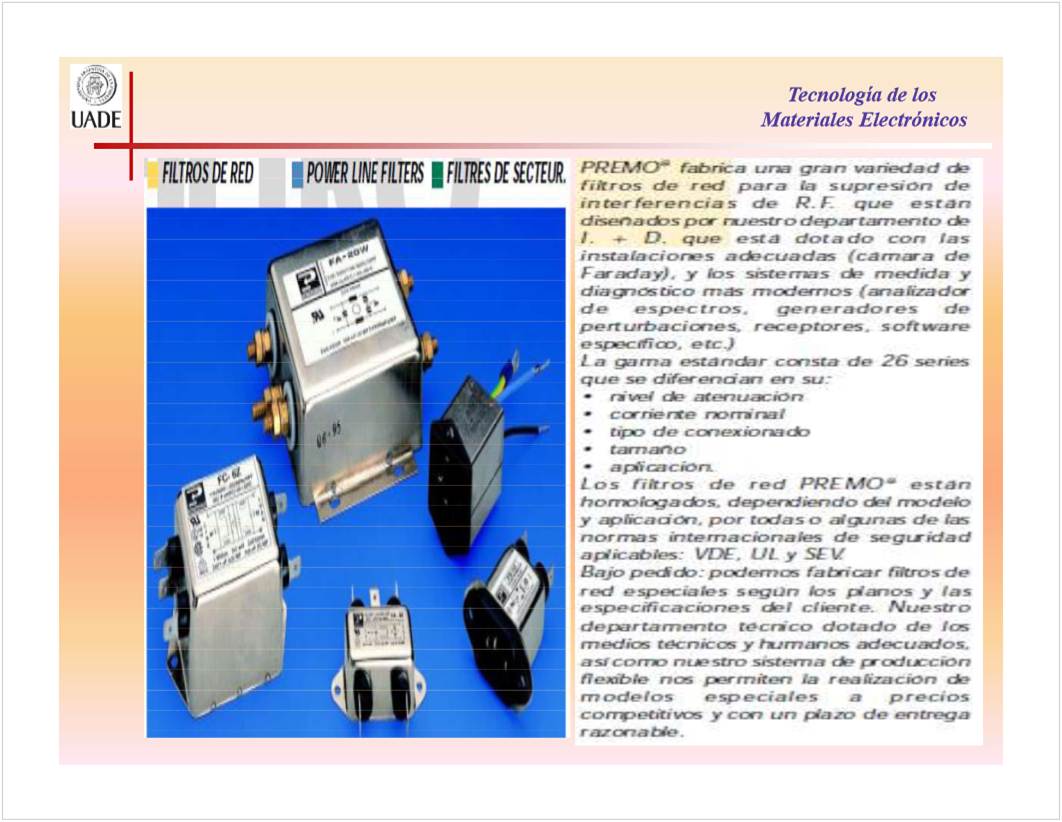 UADE
Tecnología de los
Materiales Electrónicos
FILTROS DE RED
POWER LINE FILTERS
FILTRES DE SECTEUR.
PREMO® fabrica una gran variedad de
filtros de red para la supresión de
interferencias de R.F. que están
diseñados por nuestro departamento de
I. + D. que está dotado con las
instalaciones adecuadas (cámara de
Faraday), y los sistemas de medida y
diagnóstico más modernos (analizador
de espectros, generadores de
perturbaciones, receptores, software
específico, etc.)
La gama estándar consta de 26 series
que se diferencian en su:
• nivel de atenuación
• corriente nominal
• tipo de conexionado
• tamaño
• aplicación.
Los filtros de red PREMO® están
homologados, dependiendo del modelo
y aplicación, por todas o algunas de las
normas internacionales de seguridad
aplicables: VDE, UL y SEV.
Bajo pedido: podemos fabricar filtros de
red especiales según los planos y las
especificaciones del cliente. Nuestro
departamento técnico dotado de los
medios técnicos y humanos adecuados,
así como nuestro sistema de producción
flexible nos permiten la realización de
modelos especiales a precios
competitivos y con un plazo de entrega
razonable.
FA-20W
06-95
FC-6Z